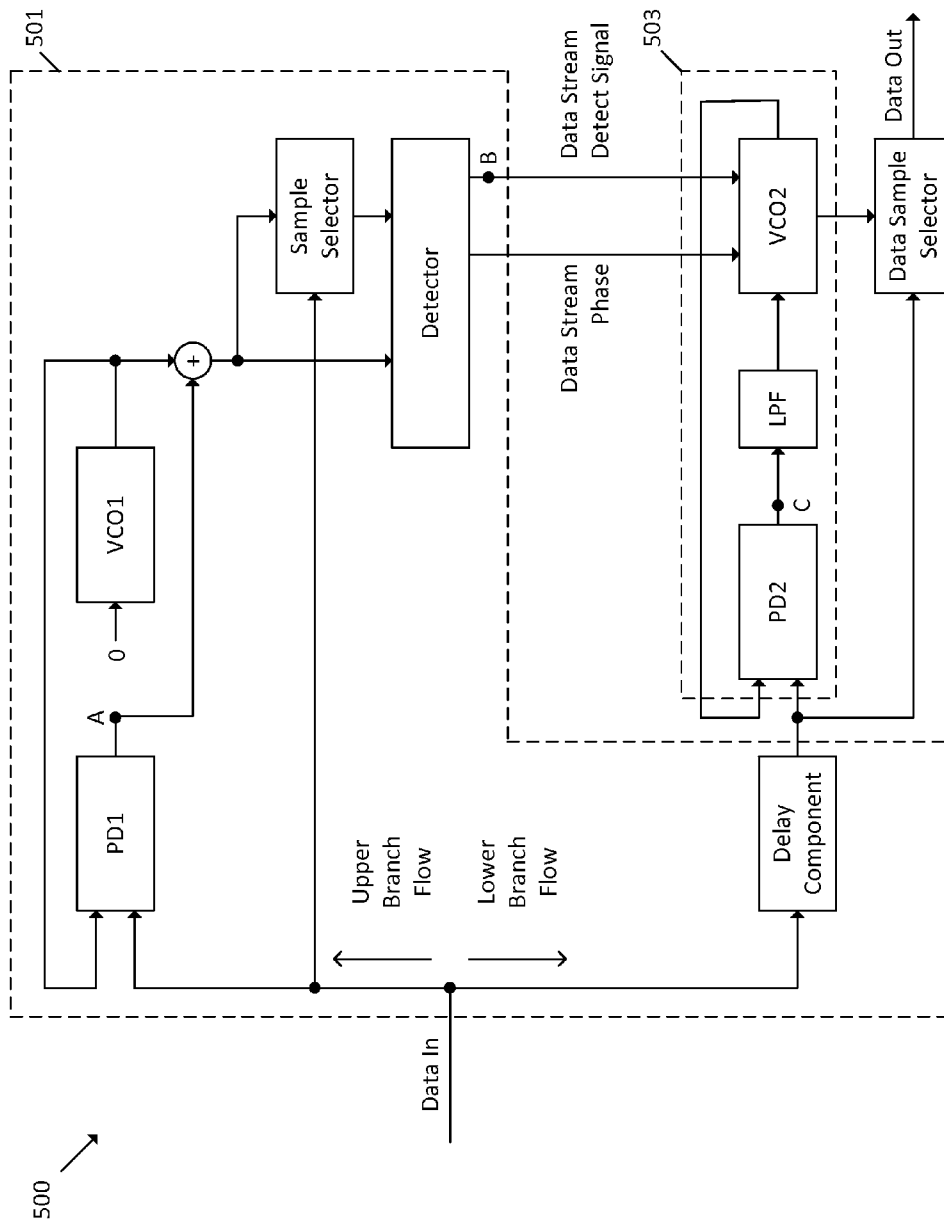 500
501
PD1
A
0
VCO1
+
Sample
Selector
Detector
B
Upper
Branch
Flow
Lower
Branch
Flow
Data In
Data Stream
Phase
Data Stream
Detect Signal
503
Delay
Component
PD2
C
LPF
VCO2
Data Sample
Selector
Data Out